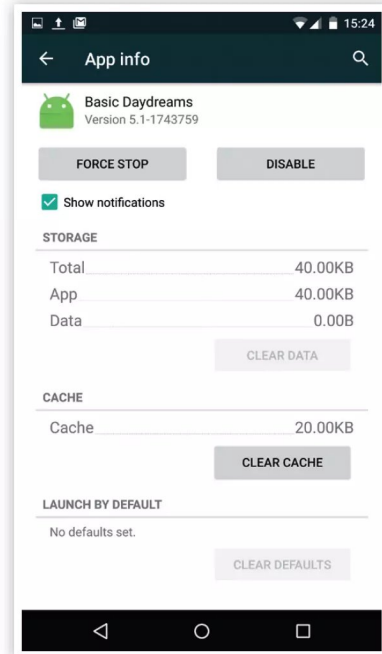 15:24
App info
Basic Daydreams
Version 5.1-1743759
FORCE STOP DISABLE
Show notifications
STORAGE
Total 40.00KB
App 40.00KB
Data 0.00B
CLEAR DATA
CACHE
Cache 20.00KB
CLEAR CACHE
LAUNCH BY DEFAULT
No defaults set.
CLEAR DEFAULTS